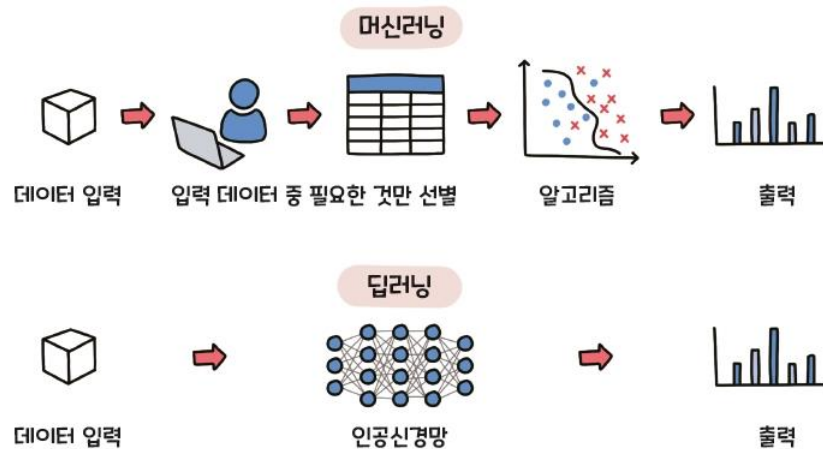 머신러닝
데이터 입력
입력 데이터 중 필요한 것만 선별
알고리즘
출력
딥러닝
데이터 입력
인공신경망
출력